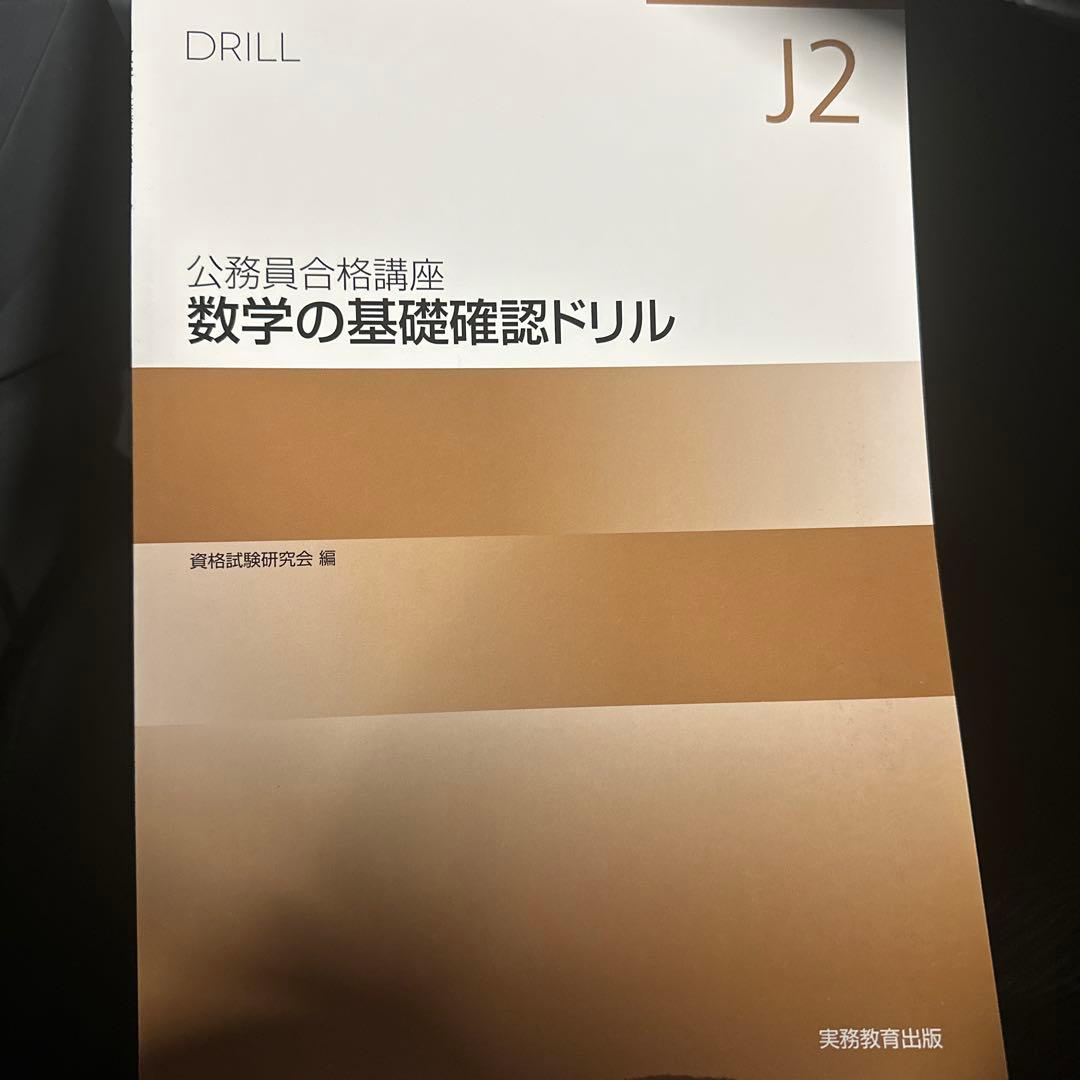 DRILL
J2
公務員合格講座
数学の基礎確認ドリル
資格試験研究会 編
実務教育出版